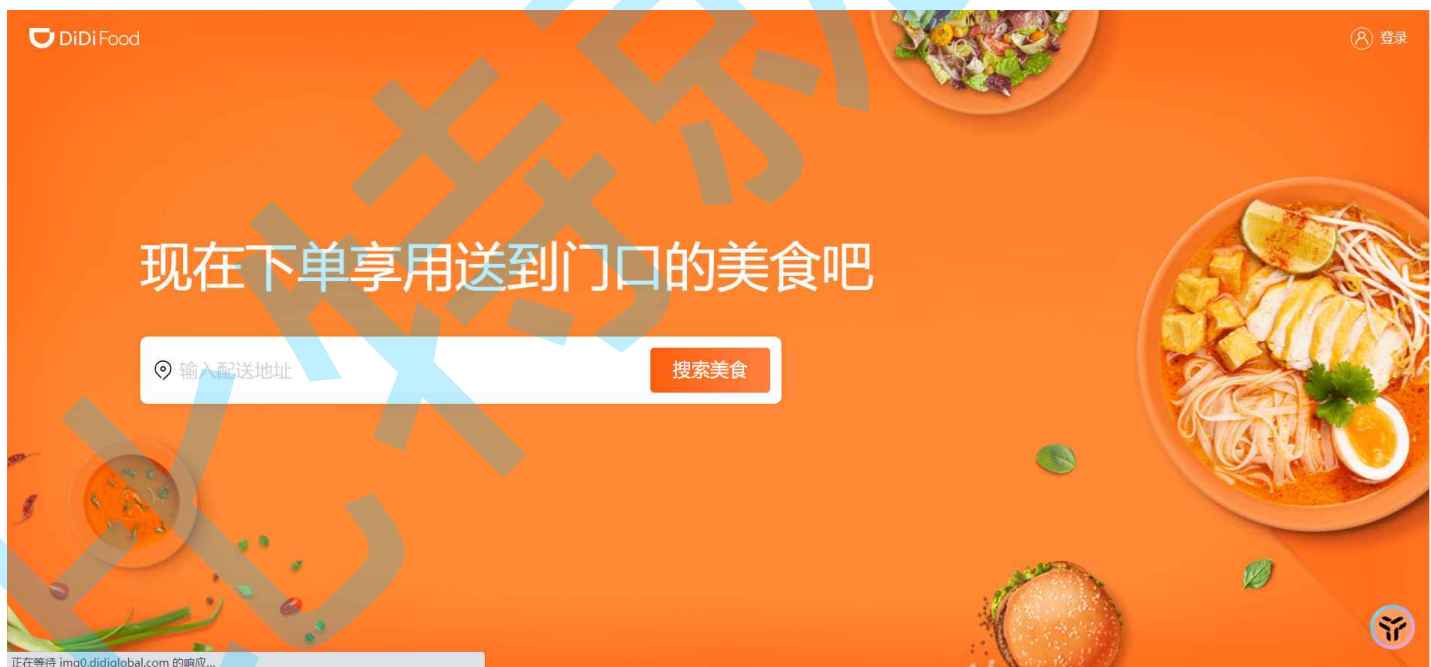 DiDi Food
登录
现在下单享用送到门口的美食吧
输入配送地址
搜索美食
正在等待 img0.didiglobal.com 的响应...